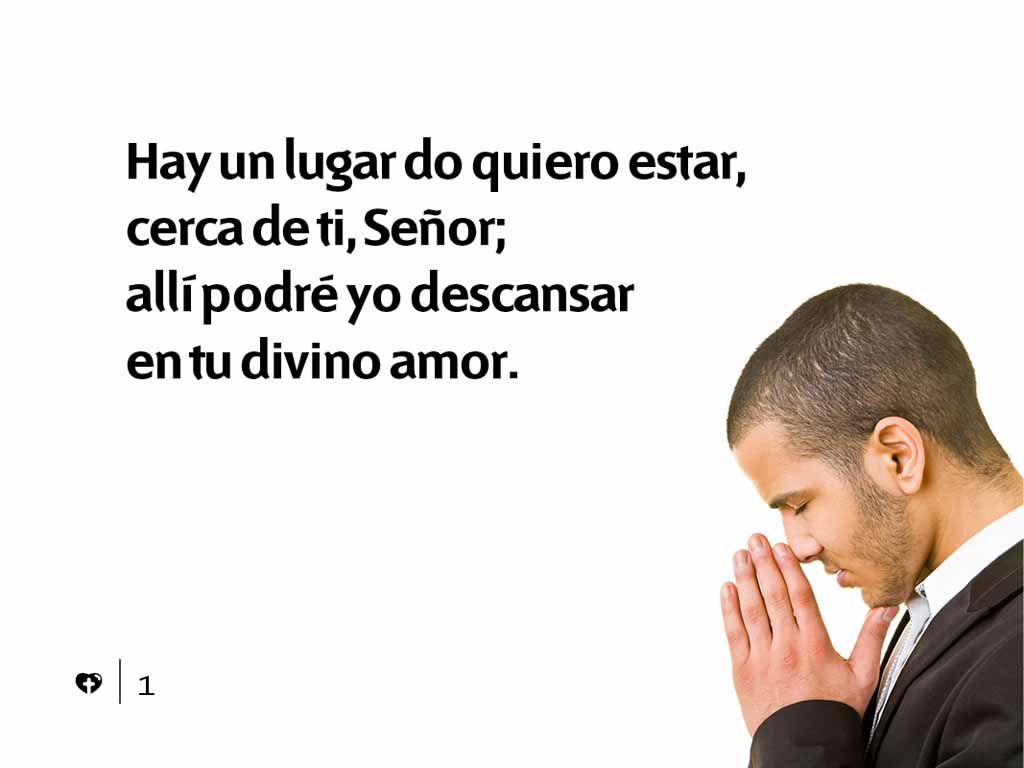 Hay un lugar do quiero estar,
cerca de ti, Señor;
allí podré yo descansar
en tu divino amor.
1